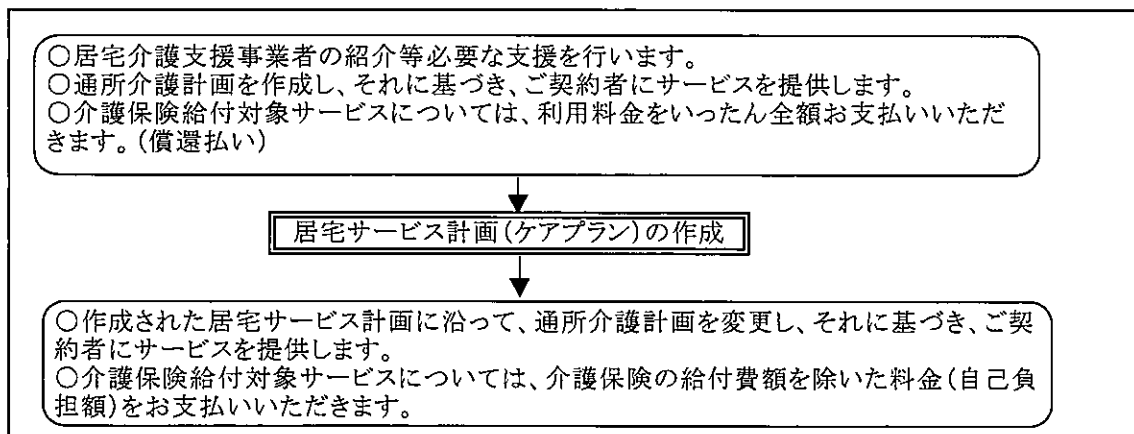 ○居宅介護支援事業者の紹介等必要な支援を行います。
○通所介護計画を作成し、それに基づき、ご契約者にサービスを提供します。
○介護保険給付対象サービスについては、利用料金をいったん全額お支払いいただ
きます。(償還払い)
居宅サービス計画(ケアプラン)の作成
○作成された居宅サービス計画に沿って、通所介護計画を変更し、それに基づき、ご契
約者にサービスを提供します。
○介護保険給付対象サービスについては、介護保険の給付費額を除いた料金(自己負
担額)をお支払いいただきます。